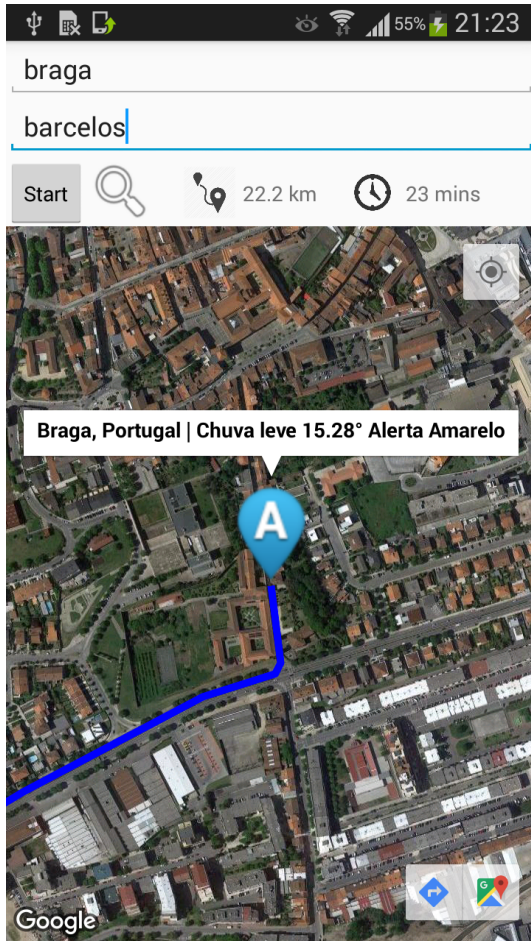 55% 21:23
braga
barcelos
Start 22.2 km 23 mins
Braga, Portugal | Chuva leve 15.28° Alerta Amarelo
A
G
Google